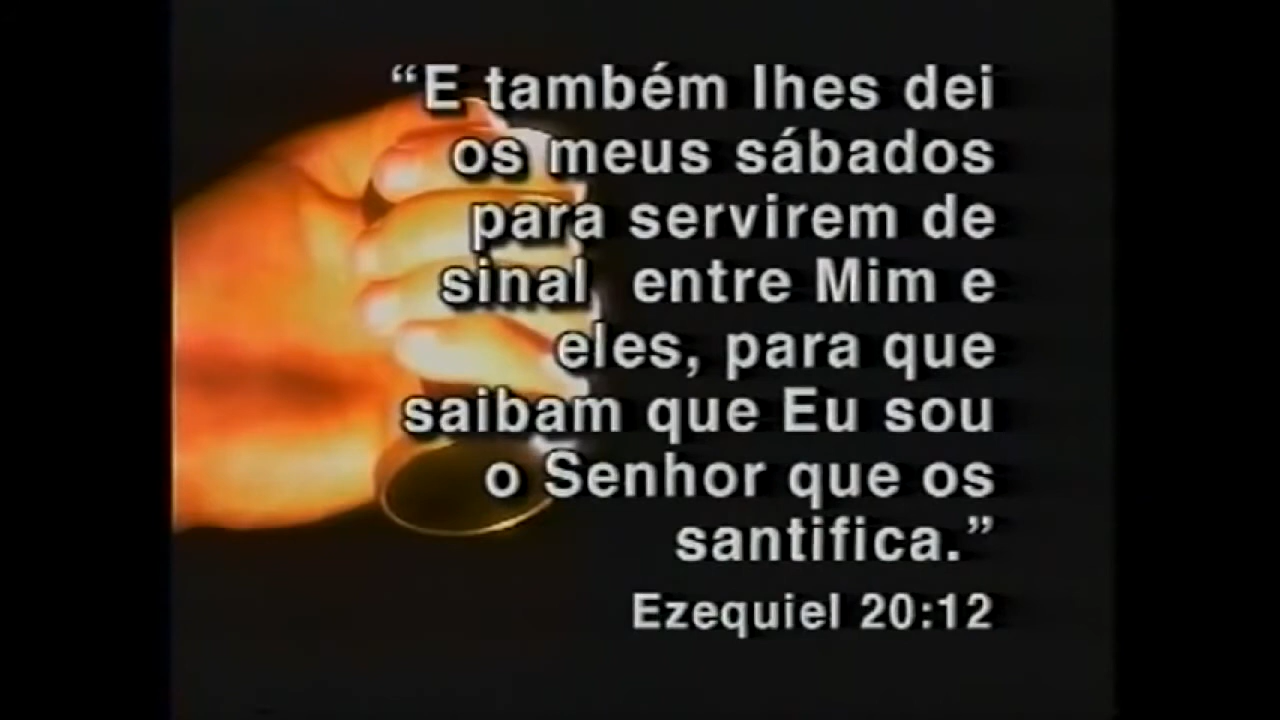 “E também lhes dei
os meus sábados
para servirem de
sinal entre Mim e
eles, para que
saibam que Eu sou
o Senhor que os
santifica.”
Ezequiel 20:12